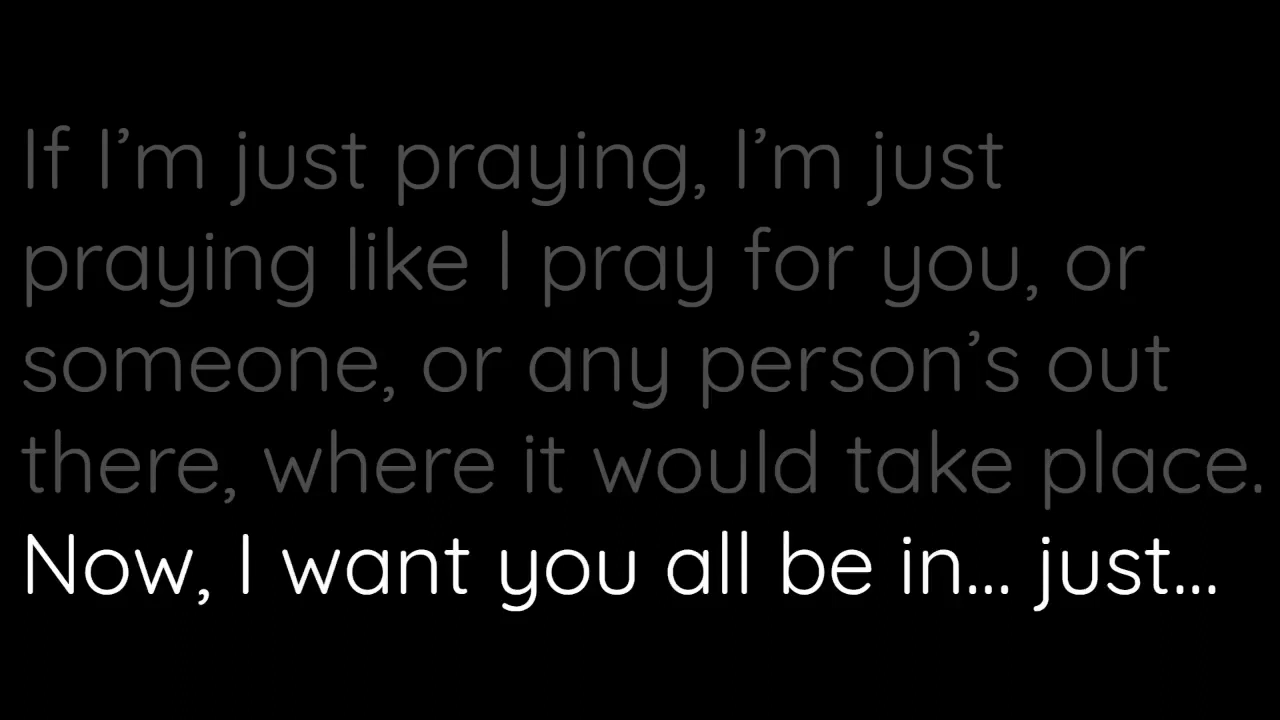 If I’m just praying, I’m just
praying like I pray for you, or
someone, or any person’s out
there, where it would take place.
Now, I want you all be in... just...